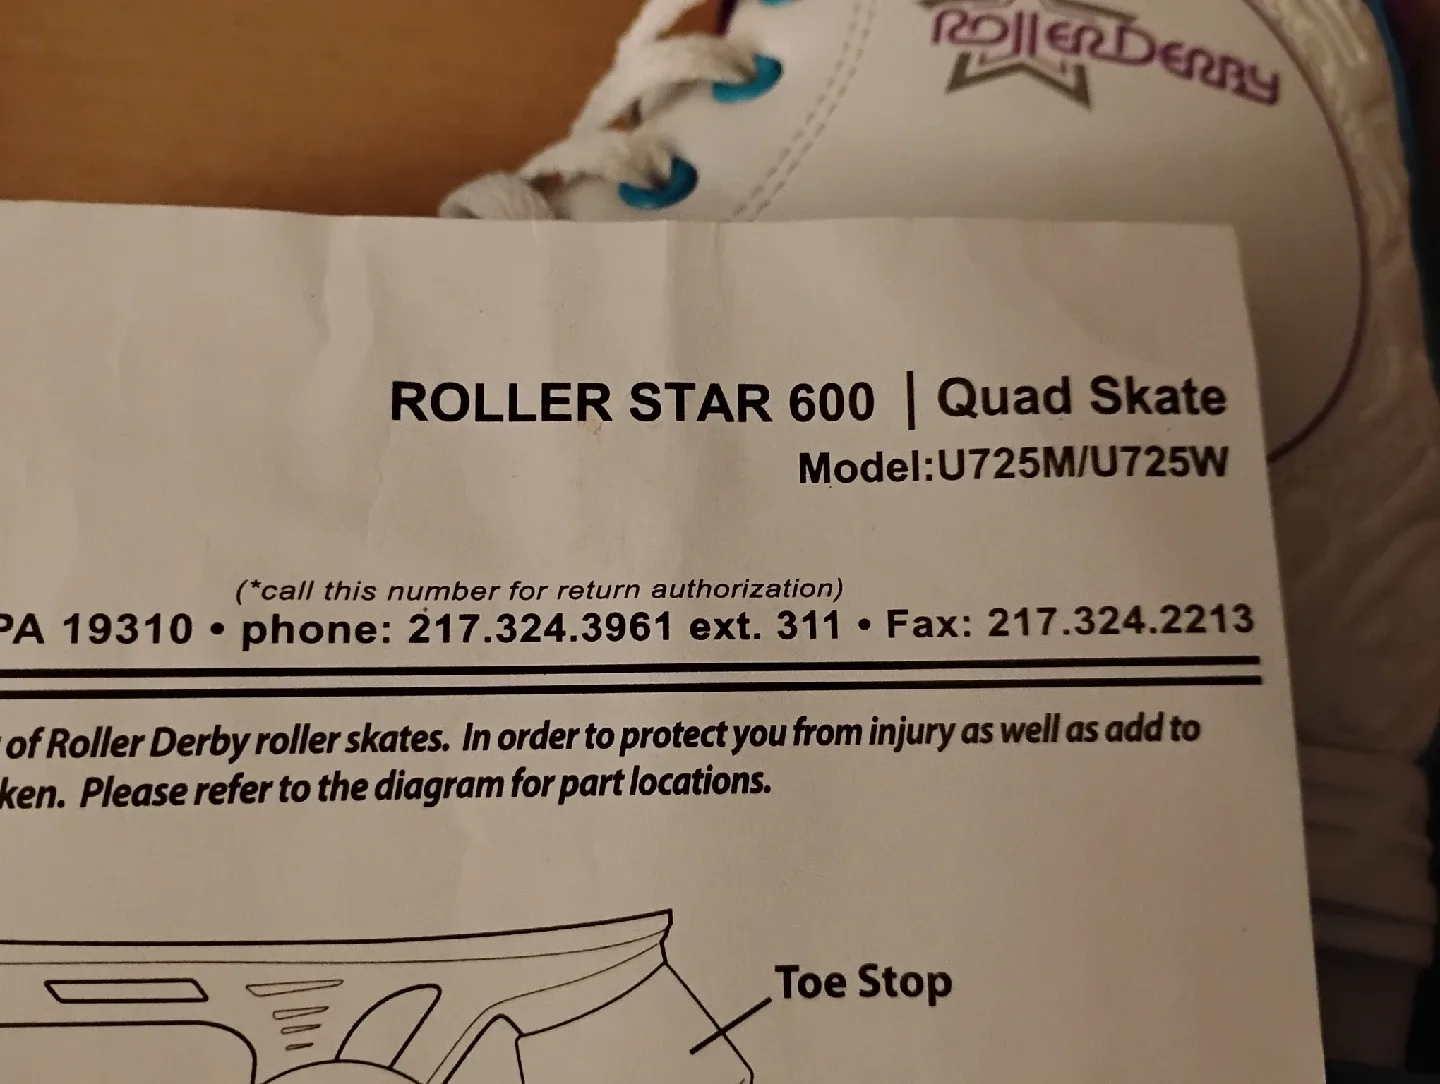 ROLLER DERBY
ROLLER STAR 600 | Quad Skate
Model:U725M/U725W
(*call this number for return authorization)
PA 19310 • phone: 217.324.3961 ext. 311 • Fax: 217.324.2213
of Roller Derby roller skates. In order to protect you from injury as well as add to
ken. Please refer to the diagram for part locations.
Toe Stop